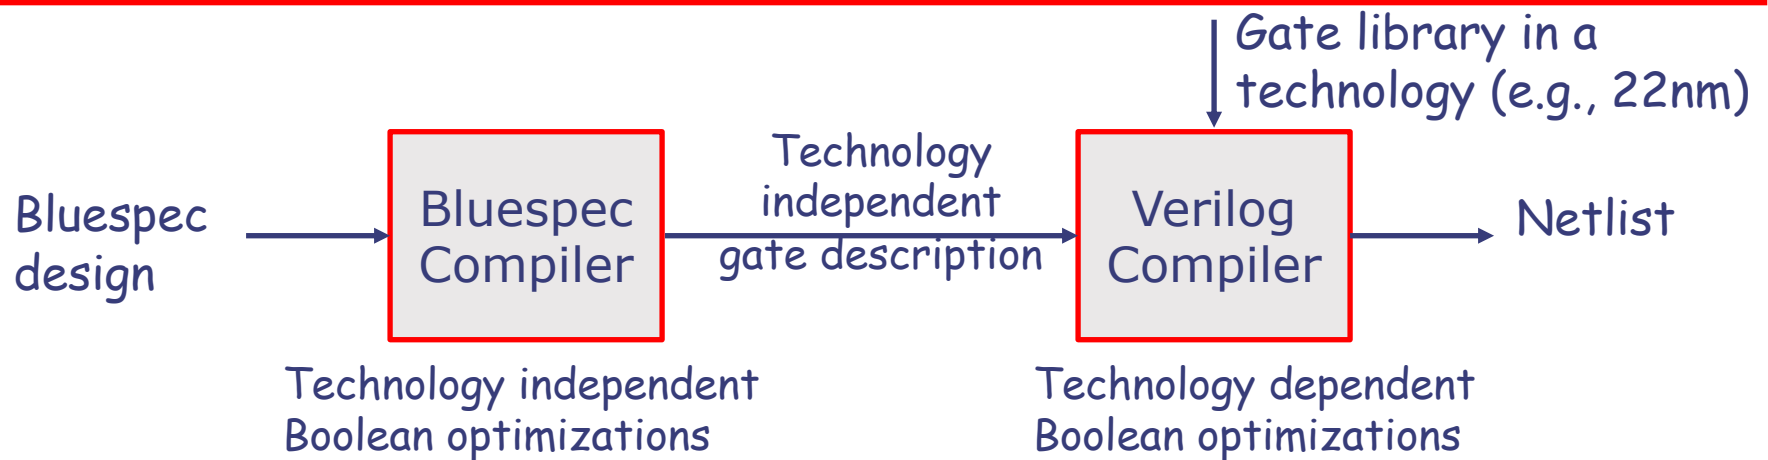 Gate library in a
technology (e.g., 22nm)
Bluespec
design
Bluespec
Compiler
Technology
independent
gate description
Verilog
Compiler
Netlist
Technology independent
Boolean optimizations
Technology dependent
Boolean optimizations